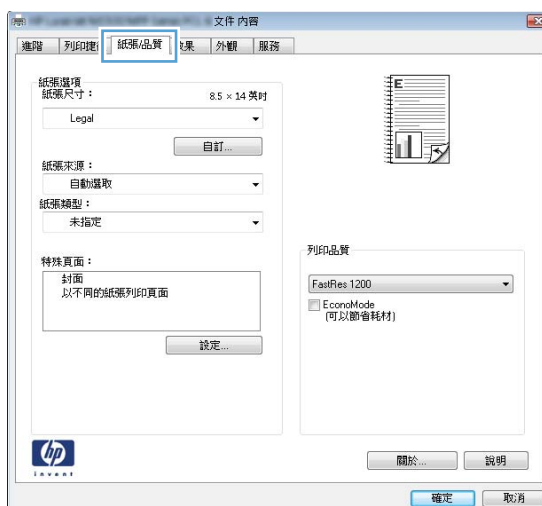 文件 內容
進階
列印捷
紙張/品質
果
外觀
服務
紙張選項
紙張尺寸：
8.5 × 14 英吋
Legal
自訂...
紙張來源：
自動選取
紙張類型：
未指定
特殊頁面：
封面
以不同的紙張列印頁面
設定...
E
列印品質
FastRes 1200
EconoMode
(可以節省耗材)
hp
invent
關於...
說明
確定
取消